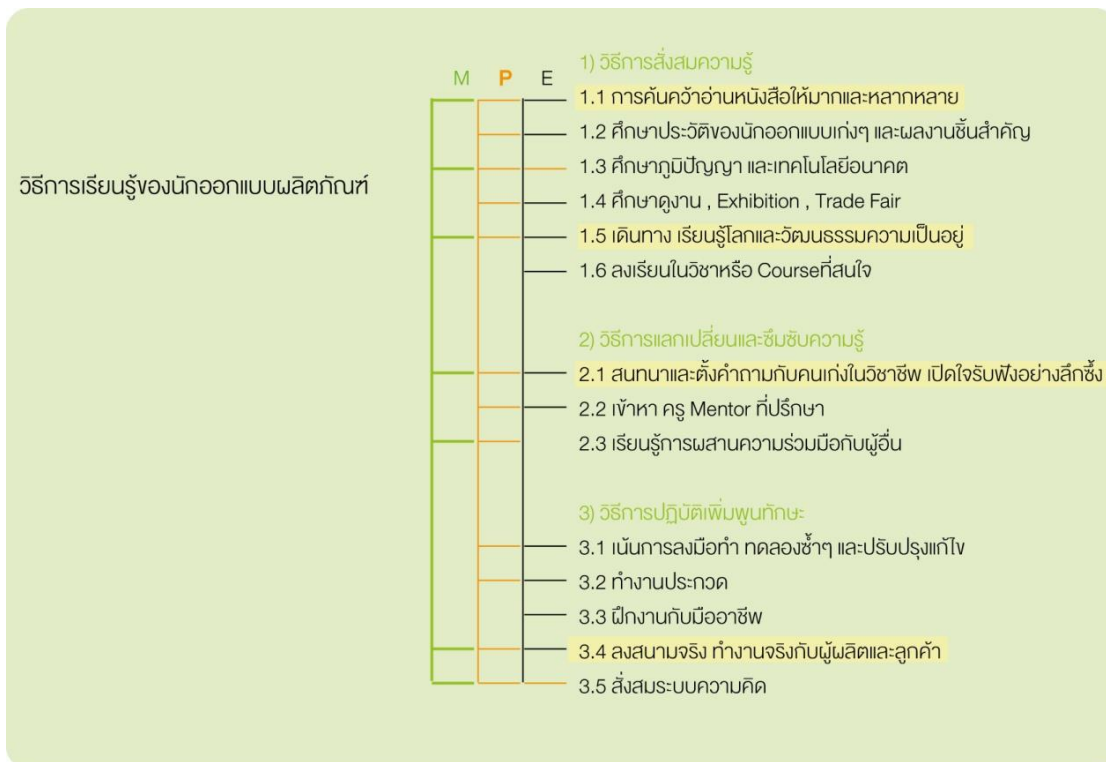 M P E
วิธีการเรียนรู้ของนักออกแบบผลิตภัณฑ์
1) วิธีการสั่งสมความรู้
1.1 การค้นคว้าอ่านหนังสือให้มากและหลากหลาย
1.2 ศึกษาประวัติของนักออกแบบเก่งๆ และผลงานชิ้นสำคัญ
1.3 ศึกษาภูมิปัญญา และเทคโนโลยีอนาคต
1.4 ศึกษาดูงาน , Exhibition , Trade Fair
1.5 เดินทาง เรียนรู้โลกและวัฒนธรรมความเป็นอยู่
1.6 ลงเรียนในวิชาหรือ Courseที่สนใจ
2) วิธีการแลกเปลี่ยนและซึมซับความรู้
2.1 สนทนาและตั้งคำถามกับคนเก่งในวิชาชีพ เปิดใจรับฟังอย่างลึกซึ้ง
2.2 เข้าหา ครู Mentor ที่ปรึกษา
2.3 เรียนรู้การผสานความร่วมมือกับผู้อื่น
3) วิธีการปฏิบัติเพิ่มพูนทักษะ
3.1 เน้นการลงมือทำ ทดลองซ้ำๆ และปรับปรุงแก้ไข
3.2 ทำงานประกวด
3.3 ฝึกงานกับมืออาชีพ
3.4 ลงสนามจริง ทำงานจริงกับผู้ผลิตและลูกค้า
3.5 สั่งสมระบบความคิด